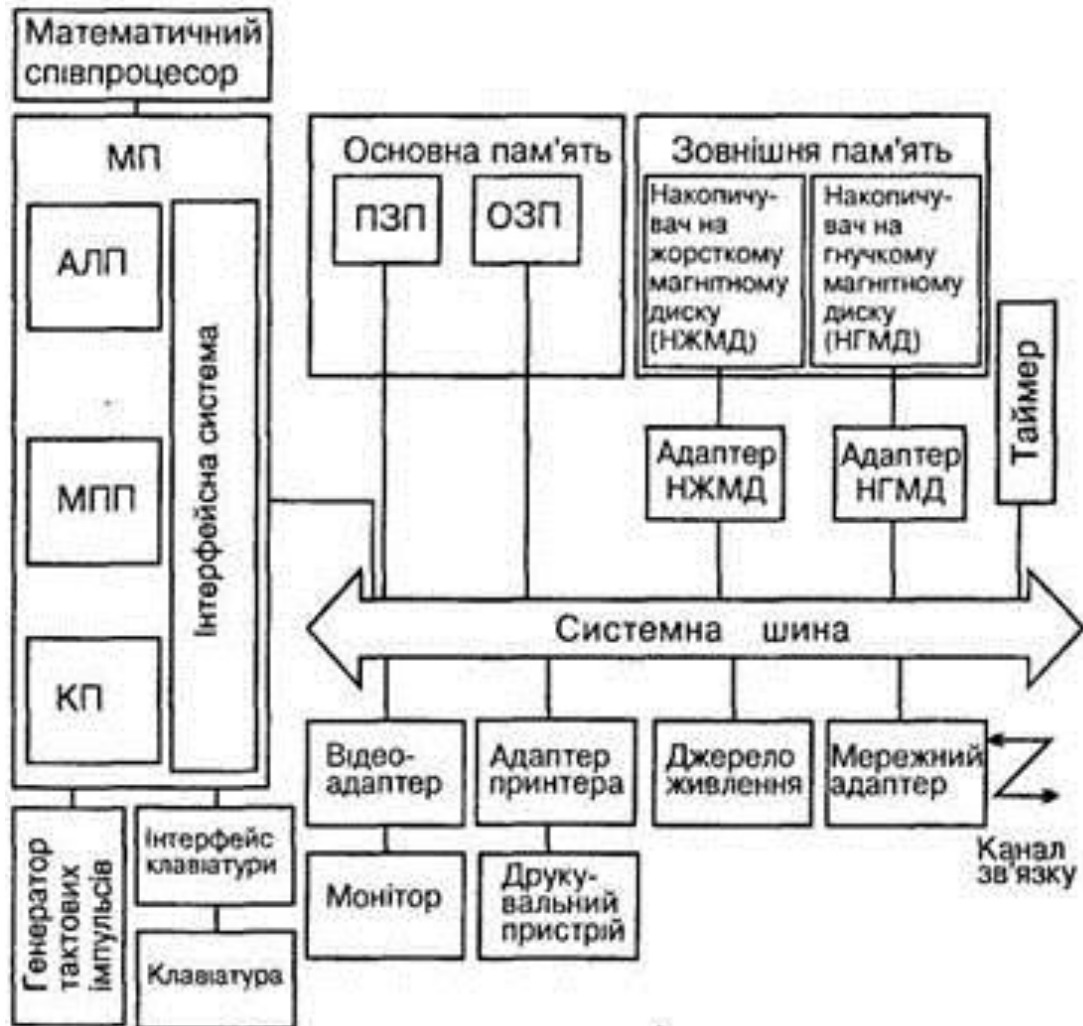 Математичний
співпроцесор
МП
АЛП
МПП
КП
Інтерфейсна система
Основна пам'ять
ПЗП
ОЗП
Зовнішня пам'ять
Накопичу-
вач на
жорсткому
магнітному
диску
(НЖМД)
Накопичу-
вач на
гнучкому
магнітному
диску
(НГМД)
Адаптер
НЖМД
Адаптер
НГМД
Таймер
Системна шина
Відео-
адаптер
Адаптер
принтера
Джерело
живлення
Мережний
адаптер
Канал
зв'язку
Монітор
Друку-
вальний
пристрій
Генератор
тактових
імпульсів
Інтерфейс
клавіатури
Клавіатура